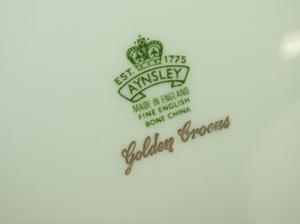 EST. 1775
AYNSLEY
MADE IN ENGLAND
FINE ENGLISH
BONE CHINA
Golden Crocus